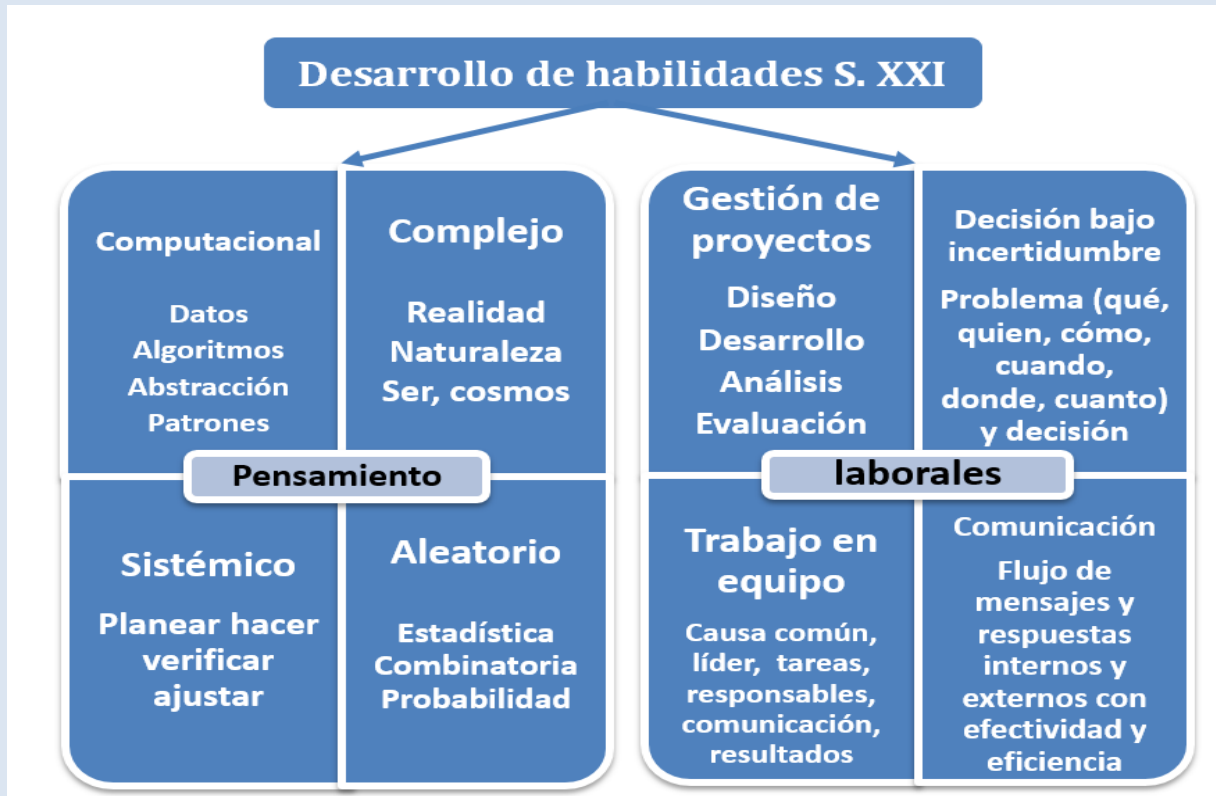 Desarrollo de habilidades S. XXI
Computacional
Datos
Algoritmos
Abstracción
Patrones
Complejo
Realidad
Naturaleza
Ser, cosmos
Pensamiento
Sistémico
Planear hacer
verificar
ajustar
Aleatorio
Estadística
Combinatoria
Probabilidad
Gestión de
proyectos
Diseño
Desarrollo
Análisis
Evaluación
Decisión bajo
incertidumbre
Problema (qué,
quien, cómo,
cuando,
donde, cuanto)
y decisión
laborales
Trabajo en
equipo
Causa común,
líder, tareas,
responsables,
comunicación,
resultados
Comunicación
Flujo de
mensajes y
respuestas
internos y
externos con
efectividad y
eficiencia